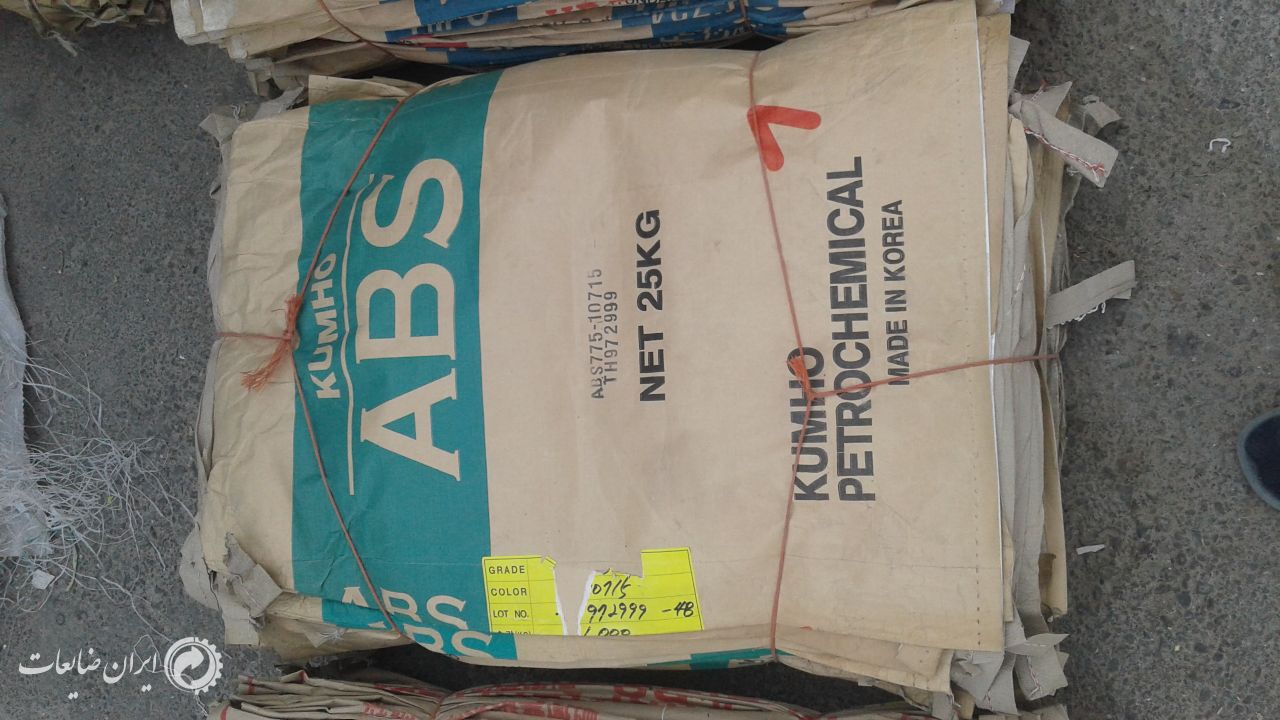 KUMHO
ABS
ABS775-10715
TH972999
NET 25KG
KUMHO
PETROCHEMICAL
MADE IN KOREA
GRADE
COLOR 0715
LOT NO. 972999 -48
ABS
ایران ضایعات